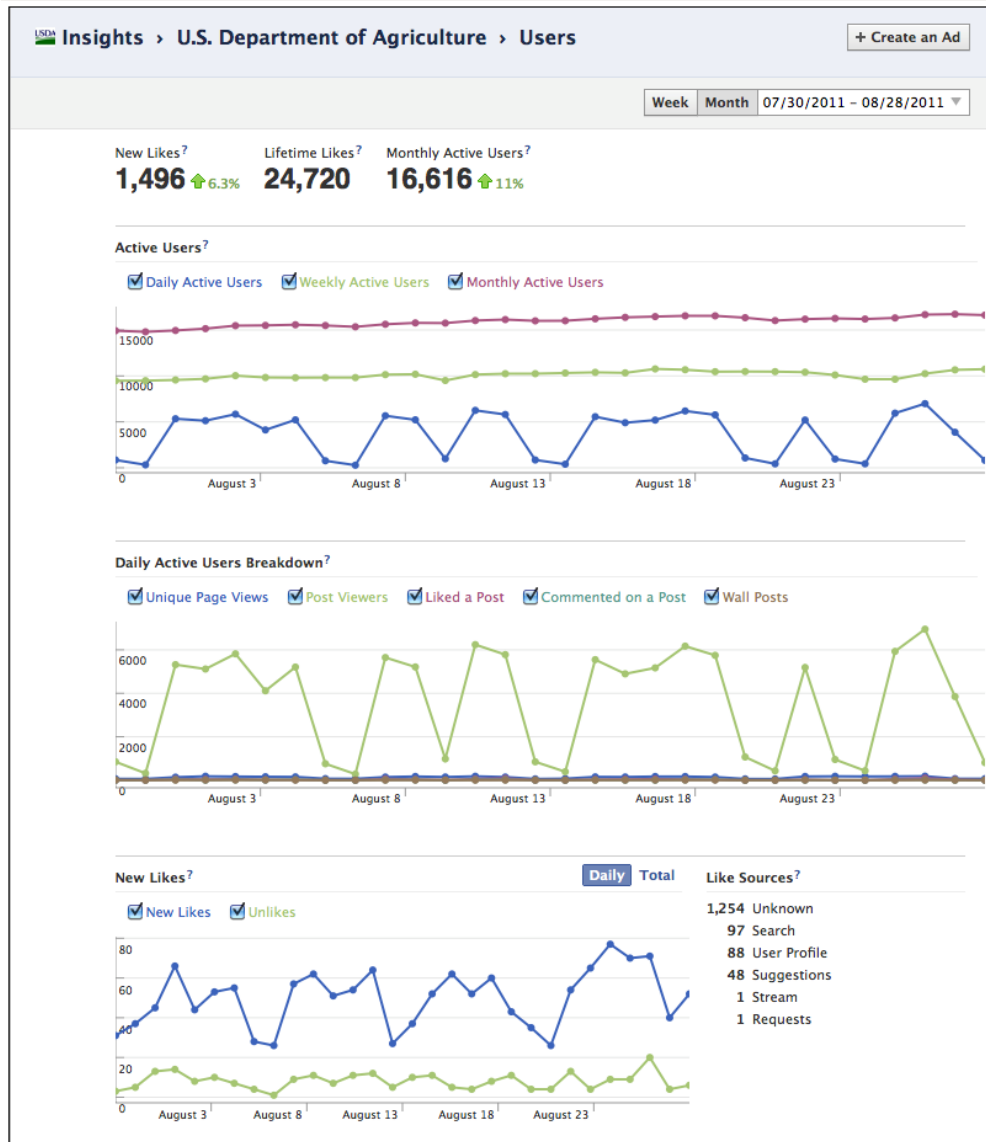 USDA Insights › U.S. Department of Agriculture › Users
+ Create an Ad
Week Month 07/30/2011 – 08/28/2011
New Likes? Lifetime Likes? Monthly Active Users?
1,496 6.3% 24,720 16,616 11%
Active Users?
Daily Active Users Weekly Active Users Monthly Active Users
15000
10000
5000
0
August 3 August 8 August 13 August 18 August 23
Daily Active Users Breakdown?
Unique Page Views Post Viewers Liked a Post Commented on a Post Wall Posts
6000
4000
2000
0
August 3 August 8 August 13 August 18 August 23
New Likes? Daily Total
New Likes Unlikes
80
60
40
20
0
August 3 August 8 August 13 August 18 August 23
Like Sources?
1,254 Unknown
97 Search
88 User Profile
48 Suggestions
1 Stream
1 Requests